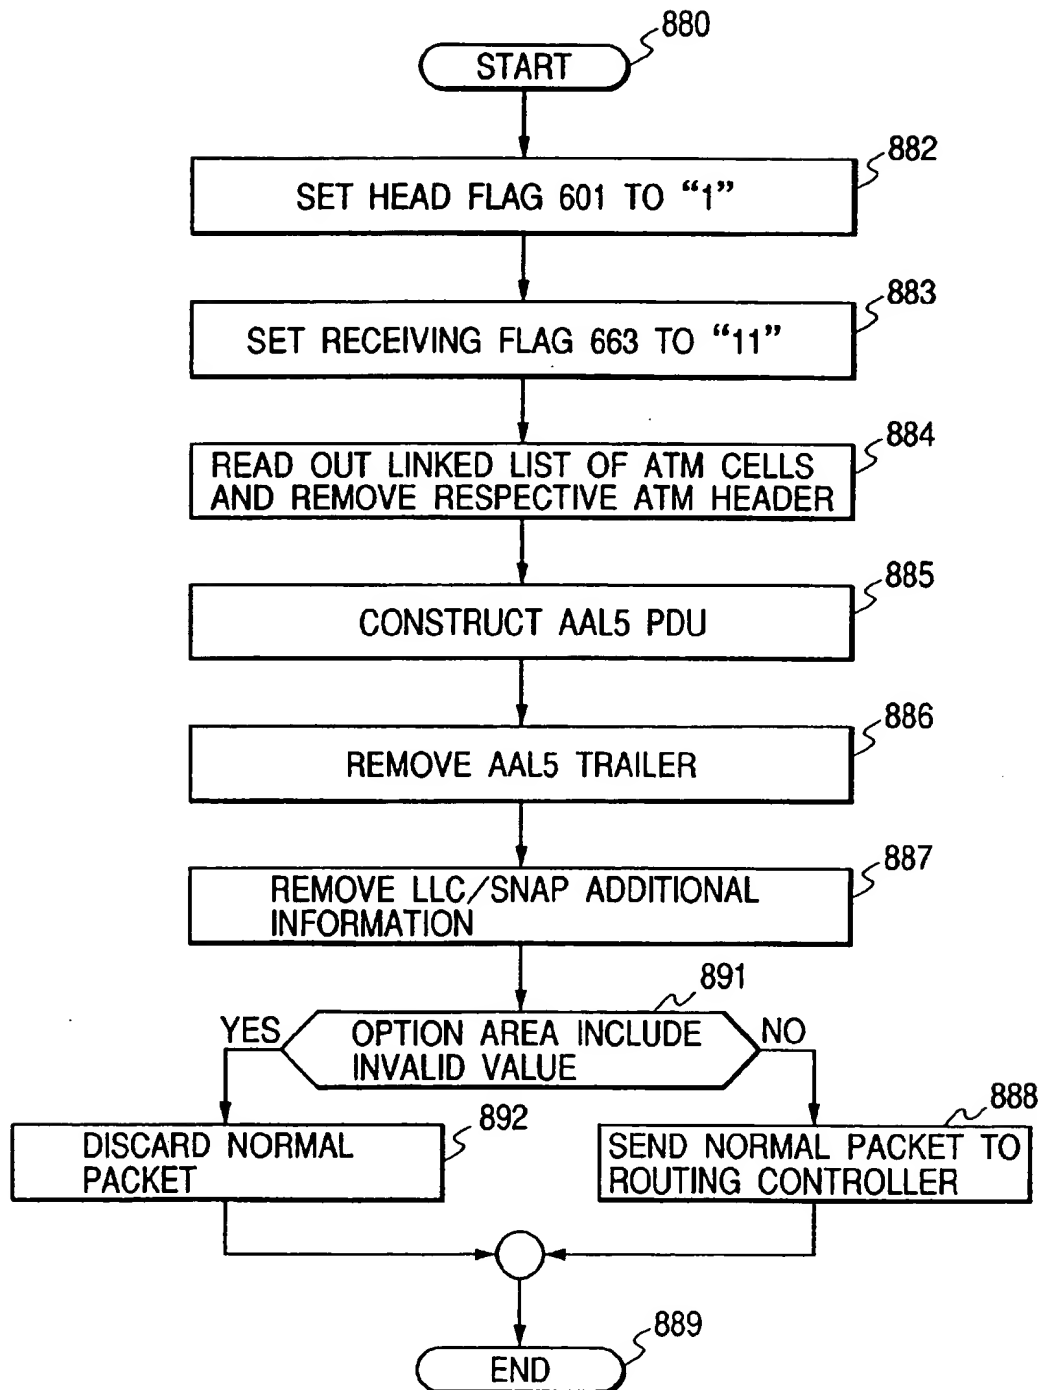 880
START
882
SET HEAD FLAG 601 TO “1”
883
SET RECEIVING FLAG 663 TO “11”
884
READ OUT LINKED LIST OF ATM CELLS
AND REMOVE RESPECTIVE ATM HEADER
885
CONSTRUCT AAL5 PDU
886
REMOVE AAL5 TRAILER
887
REMOVE LLC/SNAP ADDITIONAL
INFORMATION
891
YES
OPTION AREA INCLUDE
INVALID VALUE
NO
892
DISCARD NORMAL
PACKET
888
SEND NORMAL PACKET TO
ROUTING CONTROLLER
889
END